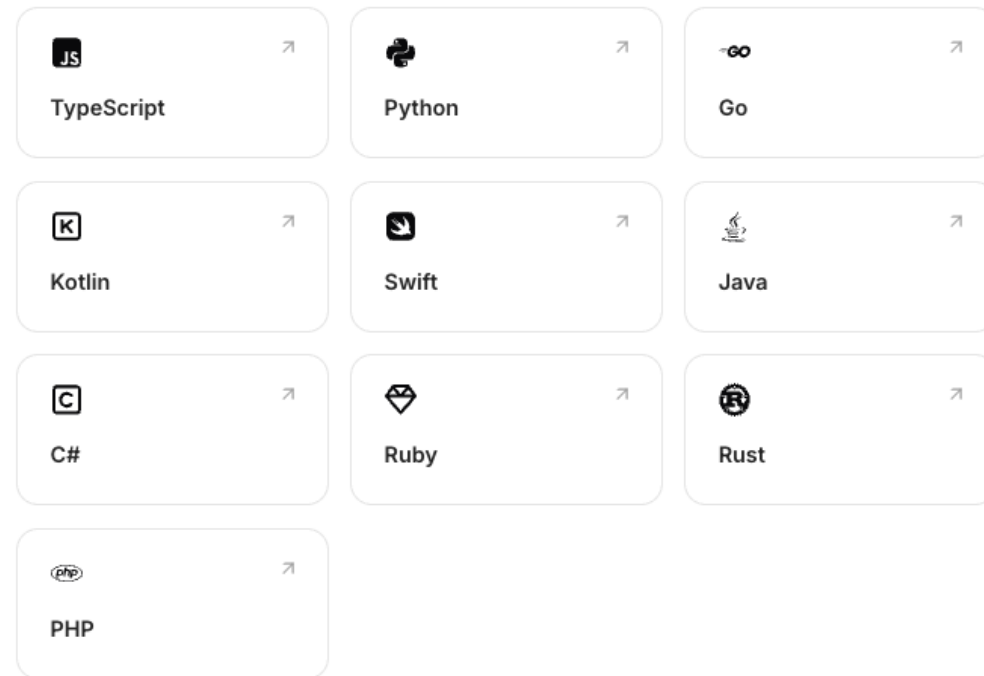 JS
TypeScript
Python
GO
Go
K
Kotlin
Swift
Java
C
C#
Ruby
R
Rust
php
PHP